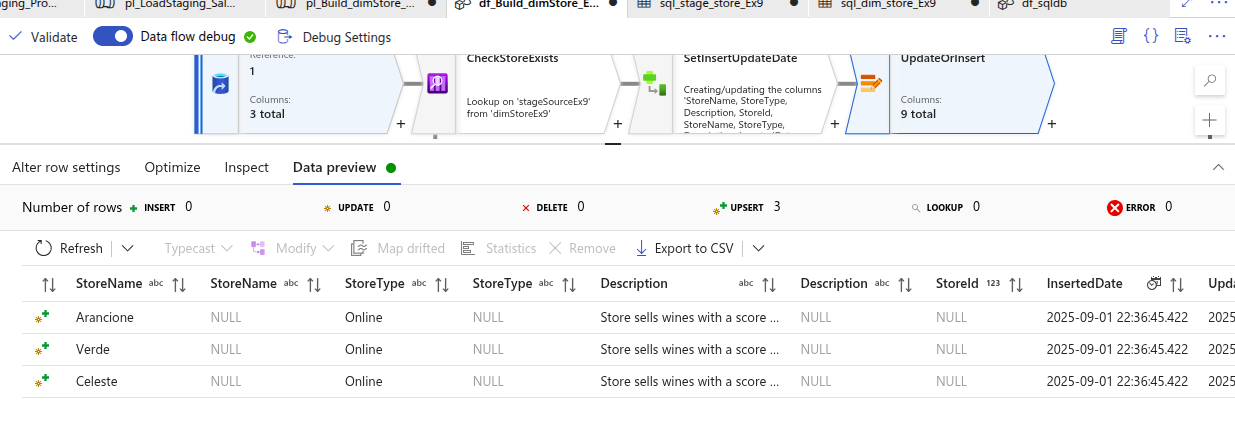 ging_Pro...
pl_LoadStaging_Sal...
pl_Build_dimStore_...
df_Build_dimStore_E...
sql_stage_store_Ex9
sql_dim_store_Ex9
df_sqldb
Validate
Data flow debug
Debug Settings
Reference:
1
Columns:
3 total
CheckStoreExists
Lookup on 'stageSourceEx9'
from 'dimStoreEx9'
SetInsertUpdateDate
Creating/updating the columns
'StoreName, StoreType,
Description, StoreId,
StoreName, StoreType,
UpdateOrInsert
Columns:
9 total
Alter row settings Optimize Inspect Data preview
Number of rows INSERT 0 UPDATE 0 DELETE 0 UPSERT 3 LOOKUP 0 ERROR 0
Refresh Typecast Modify Map drifted Statistics Remove Export to CSV
StoreName abc StoreName abc StoreType abc StoreType abc Description abc Description abc StoreId 123 InsertedDate Upda
Arancione NULL Online NULL Store sells wines with a score ... NULL NULL 2025-09-01 22:36:45.422 2025
Verde NULL Online NULL Store sells wines with a score ... NULL NULL 2025-09-01 22:36:45.422 2025
Celeste NULL Online NULL Store sells wines with a score ... NULL NULL 2025-09-01 22:36:45.422 2025